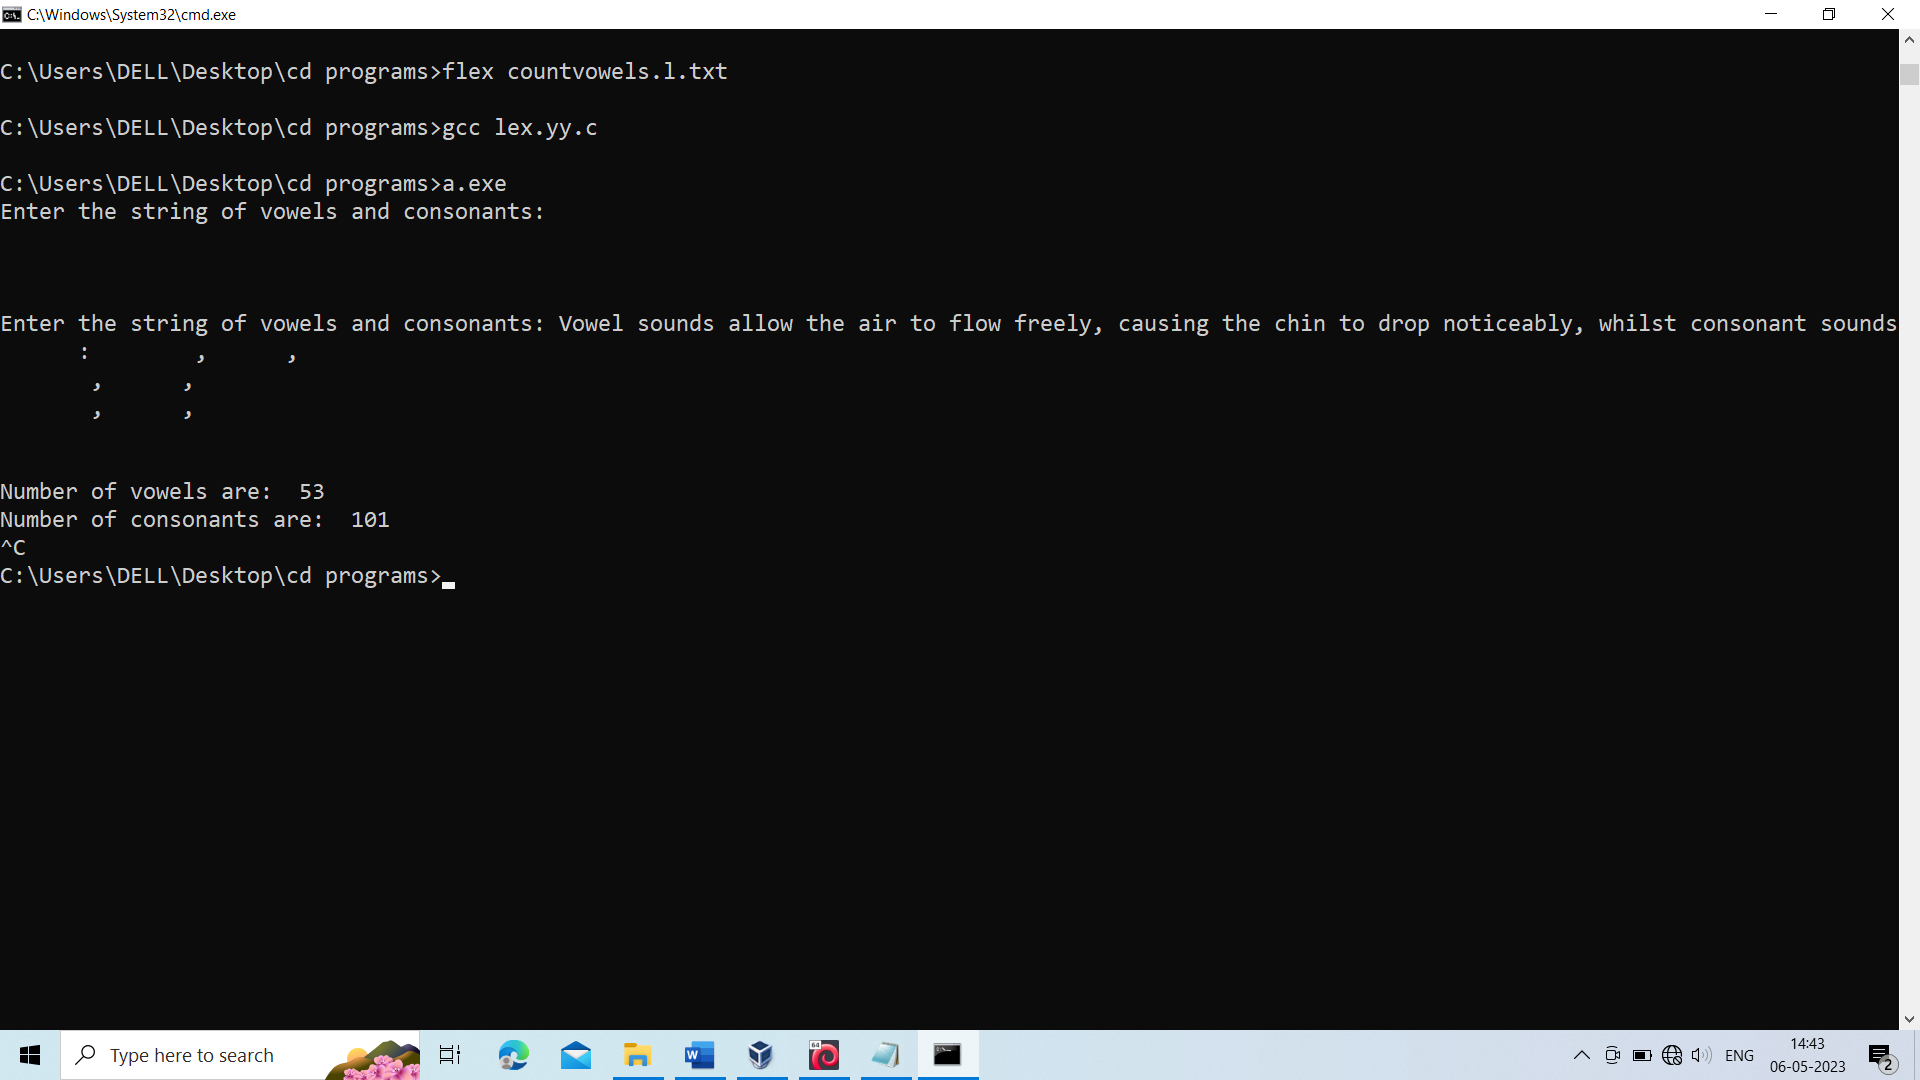 C:\Windows\System32\cmd.exe
C:\Users\DELL\Desktop\cd programs>flex countvowels.l.txt
C:\Users\DELL\Desktop\cd programs>gcc lex.yy.c
C:\Users\DELL\Desktop\cd programs>a.exe
Enter the string of vowels and consonants:
Enter the string of vowels and consonants: Vowel sounds allow the air to flow freely, causing the chin to drop noticeably, whilst consonant sounds
: , ,
, ,
, ,
Number of vowels are:  53
Number of consonants are:  101
^C
C:\Users\DELL\Desktop\cd programs>
Type here to search
W
64
ENG
14:43
06-05-2023
2